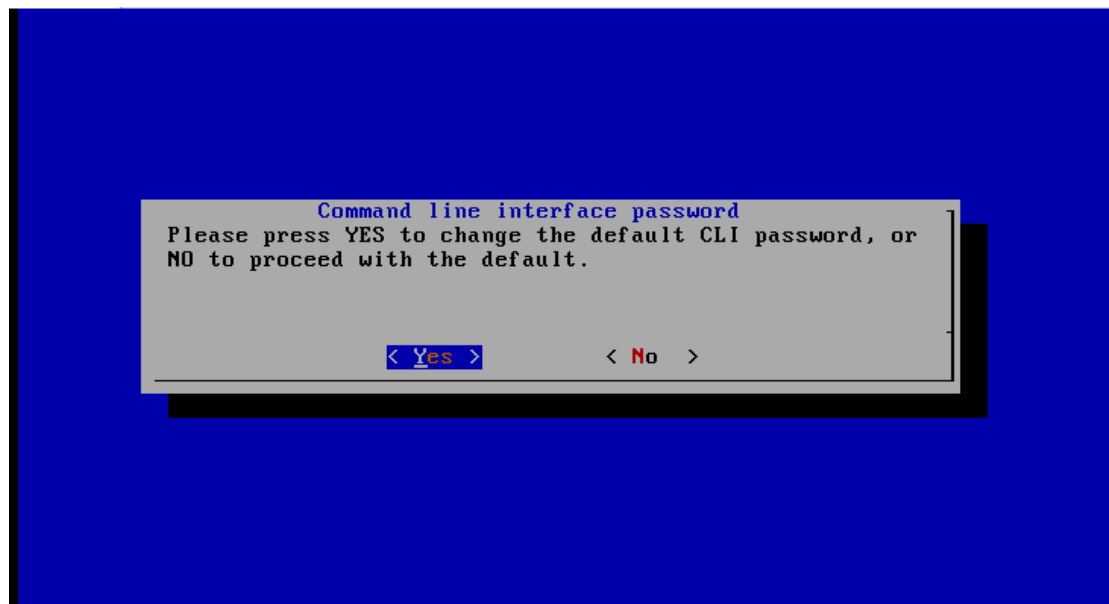 Command line interface password
Please press YES to change the default CLI password, or
NO to proceed with the default.
< Yes > < No >